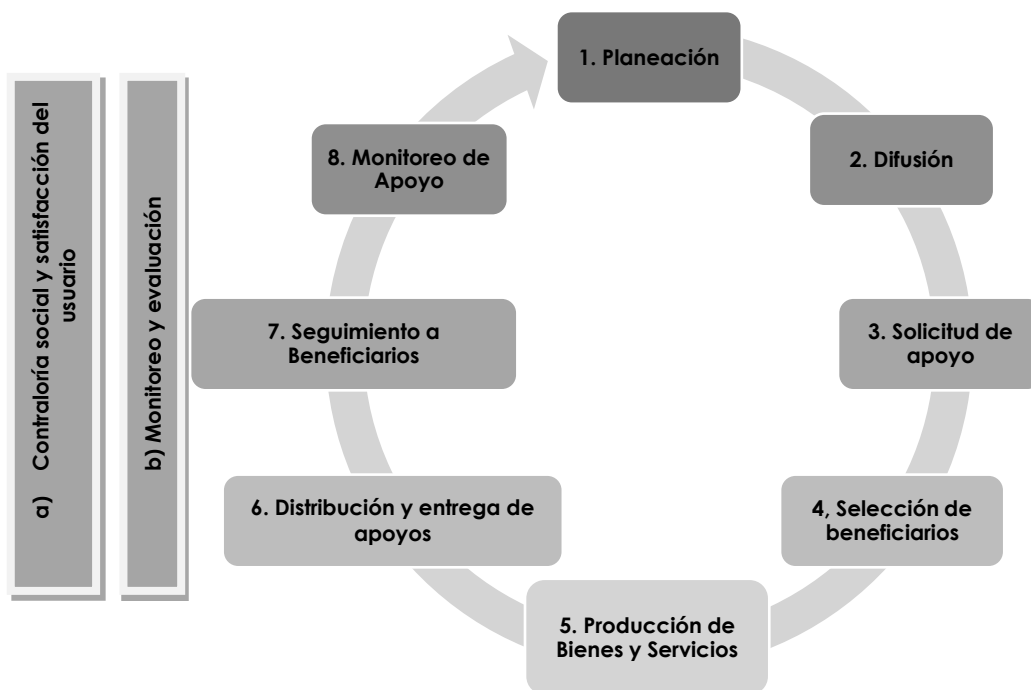 a) Contraloría social y satisfacción del
usuario
b) Monitoreo y evaluación
1. Planeación
2. Difusión
3. Solicitud de
apoyo
4, Selección de
beneficiarios
5. Producción de
Bienes y Servicios
6. Distribución y entrega de
apoyos
7. Seguimiento a
Beneficiarios
8. Monitoreo de
Apoyo